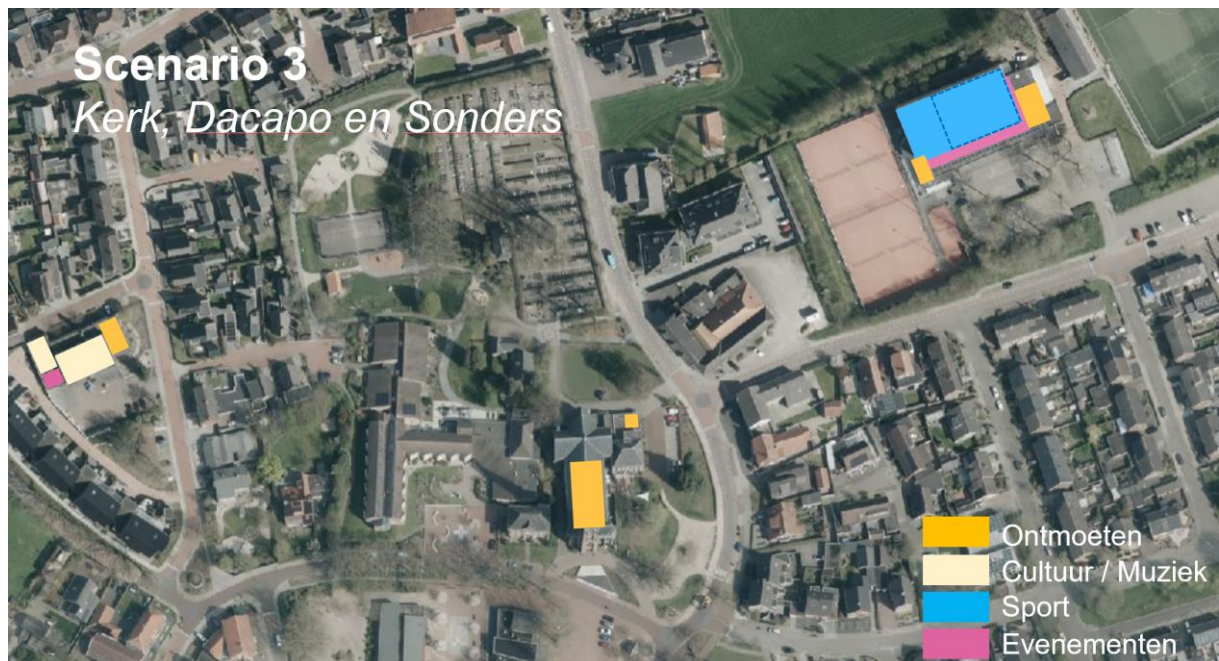 Scenario 3
Kerk, Dacapo en Sonders
Ontmoeten
Cultuur / Muziek
Sport
Evenementen